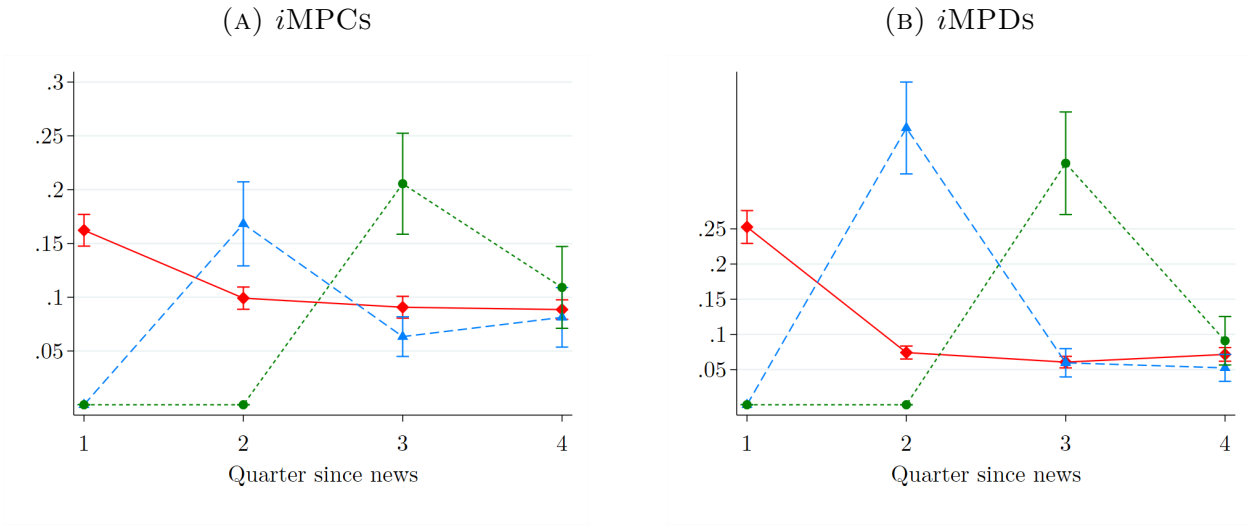 (A) iMPCs
.3
.25
.2
.15
.1
.05
1 2 3 4
Quarter since news
(B) iMPDs
.25
.2
.15
.1
.05
1 2 3 4
Quarter since news